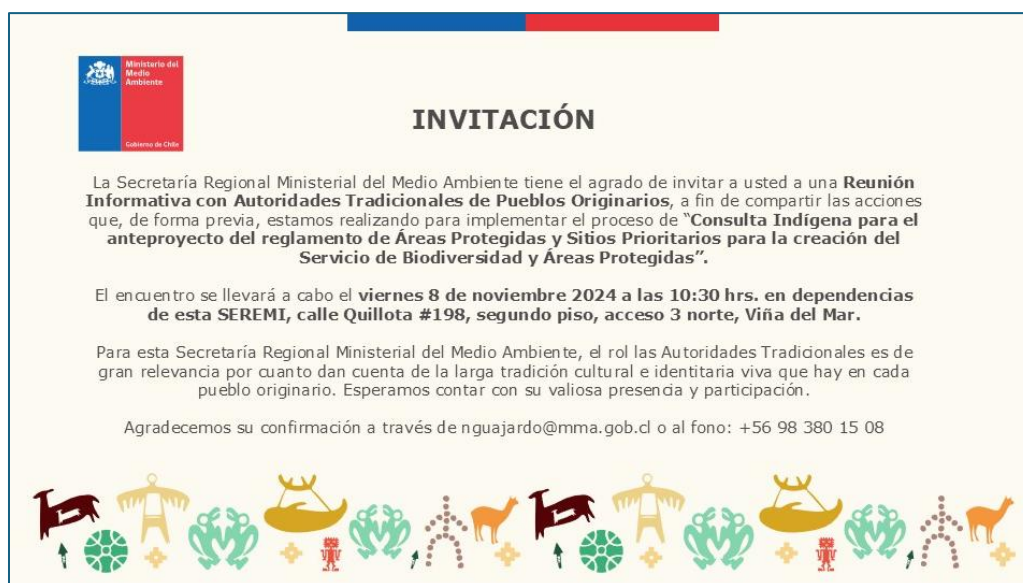 Ministerio del
Medio
Ambiente
Gobierno de Chile
INVITACIÓN
La Secretaría Regional Ministerial del Medio Ambiente tiene el agrado de invitar a usted a una Reunión
Informativa con Autoridades Tradicionales de Pueblos Originarios, a fin de compartir las acciones
que, de forma previa, estamos realizando para implementar el proceso de “Consulta Indígena para el
anteproyecto del reglamento de Áreas Protegidas y Sitios Prioritarios para la creación del
Servicio de Biodiversidad y Áreas Protegidas”.
El encuentro se llevará a cabo el viernes 8 de noviembre 2024 a las 10:30 hrs. en dependencias
de esta SEREMI, calle Quillota #198, segundo piso, acceso 3 norte, Viña del Mar.
Para esta Secretaría Regional Ministerial del Medio Ambiente, el rol las Autoridades Tradicionales es de
gran relevancia por cuanto dan cuenta de la larga tradición cultural e identitaria viva que hay en cada
pueblo originario. Esperamos contar con su valiosa presencia y participación.
Agradecemos su confirmación a través de nguajardo@mma.gob.cl o al fono: +56 98 380 15 08